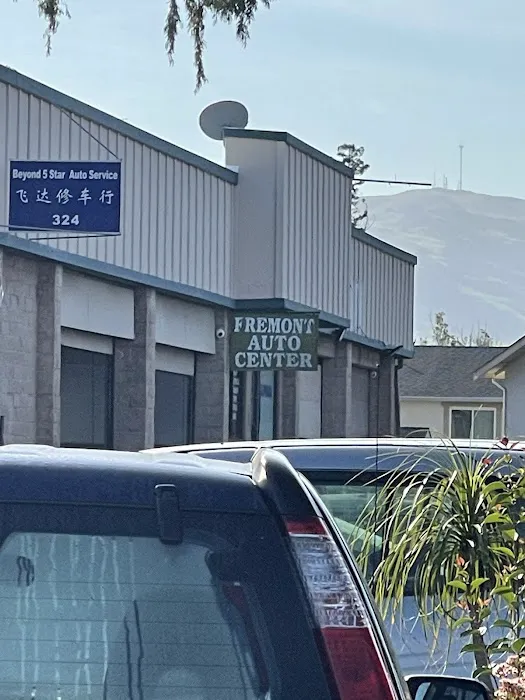 Beyond 5 Star Auto Service
飞达修车行
324
FREMONT
AUTO
CENTER